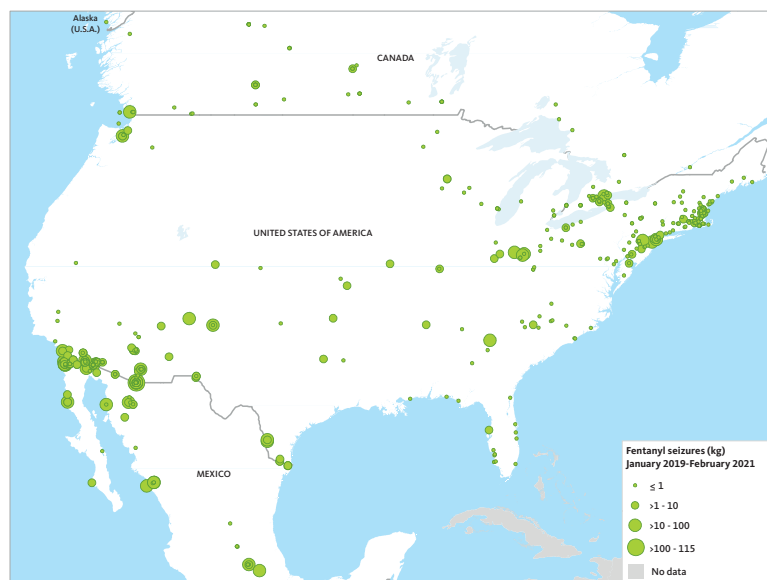 Alaska
(U.S.A.)
CANADA
UNITED STATES OF AMERICA
MEXICO
Fentanyl seizures (kg)
January 2019-February 2021
≤ 1
>1 - 10
>10 - 100
>100 - 115
No data